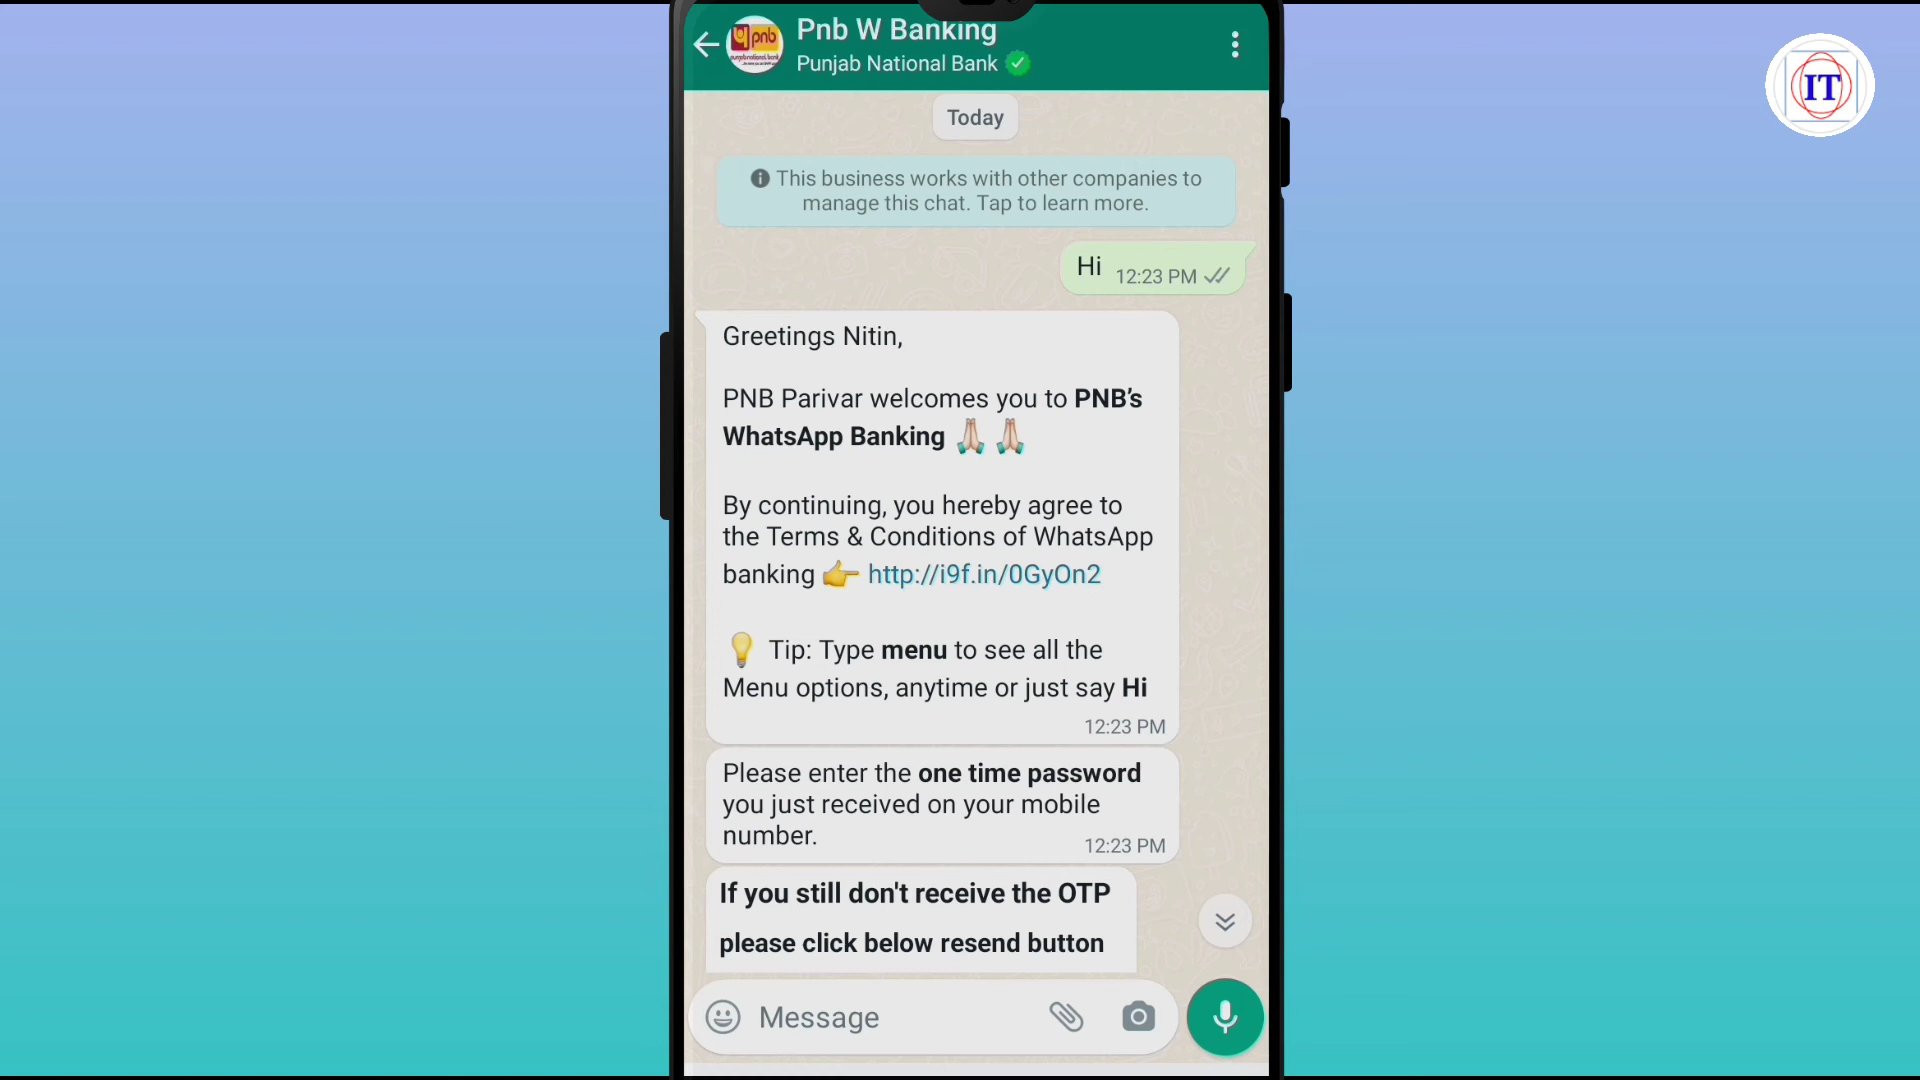 Pnb W Banking
pnb
Punjab National Bank
IT
Today
This business works with other companies to
manage this chat. Tap to learn more.
Hi 12:23 PM
Greetings Nitin,
PNB Parivar welcomes you to PNB's
WhatsApp Banking 🙏🙏
By continuing, you hereby agree to
the Terms & Conditions of WhatsApp
banking 👉 http://i9f.in/0GyOn2
💡 Tip: Type menu to see all the
Menu options, anytime or just say Hi
12:23 PM
Please enter the one time password
you just received on your mobile
number.
12:23 PM
If you still don't receive the OTP
please click below resend button
Message